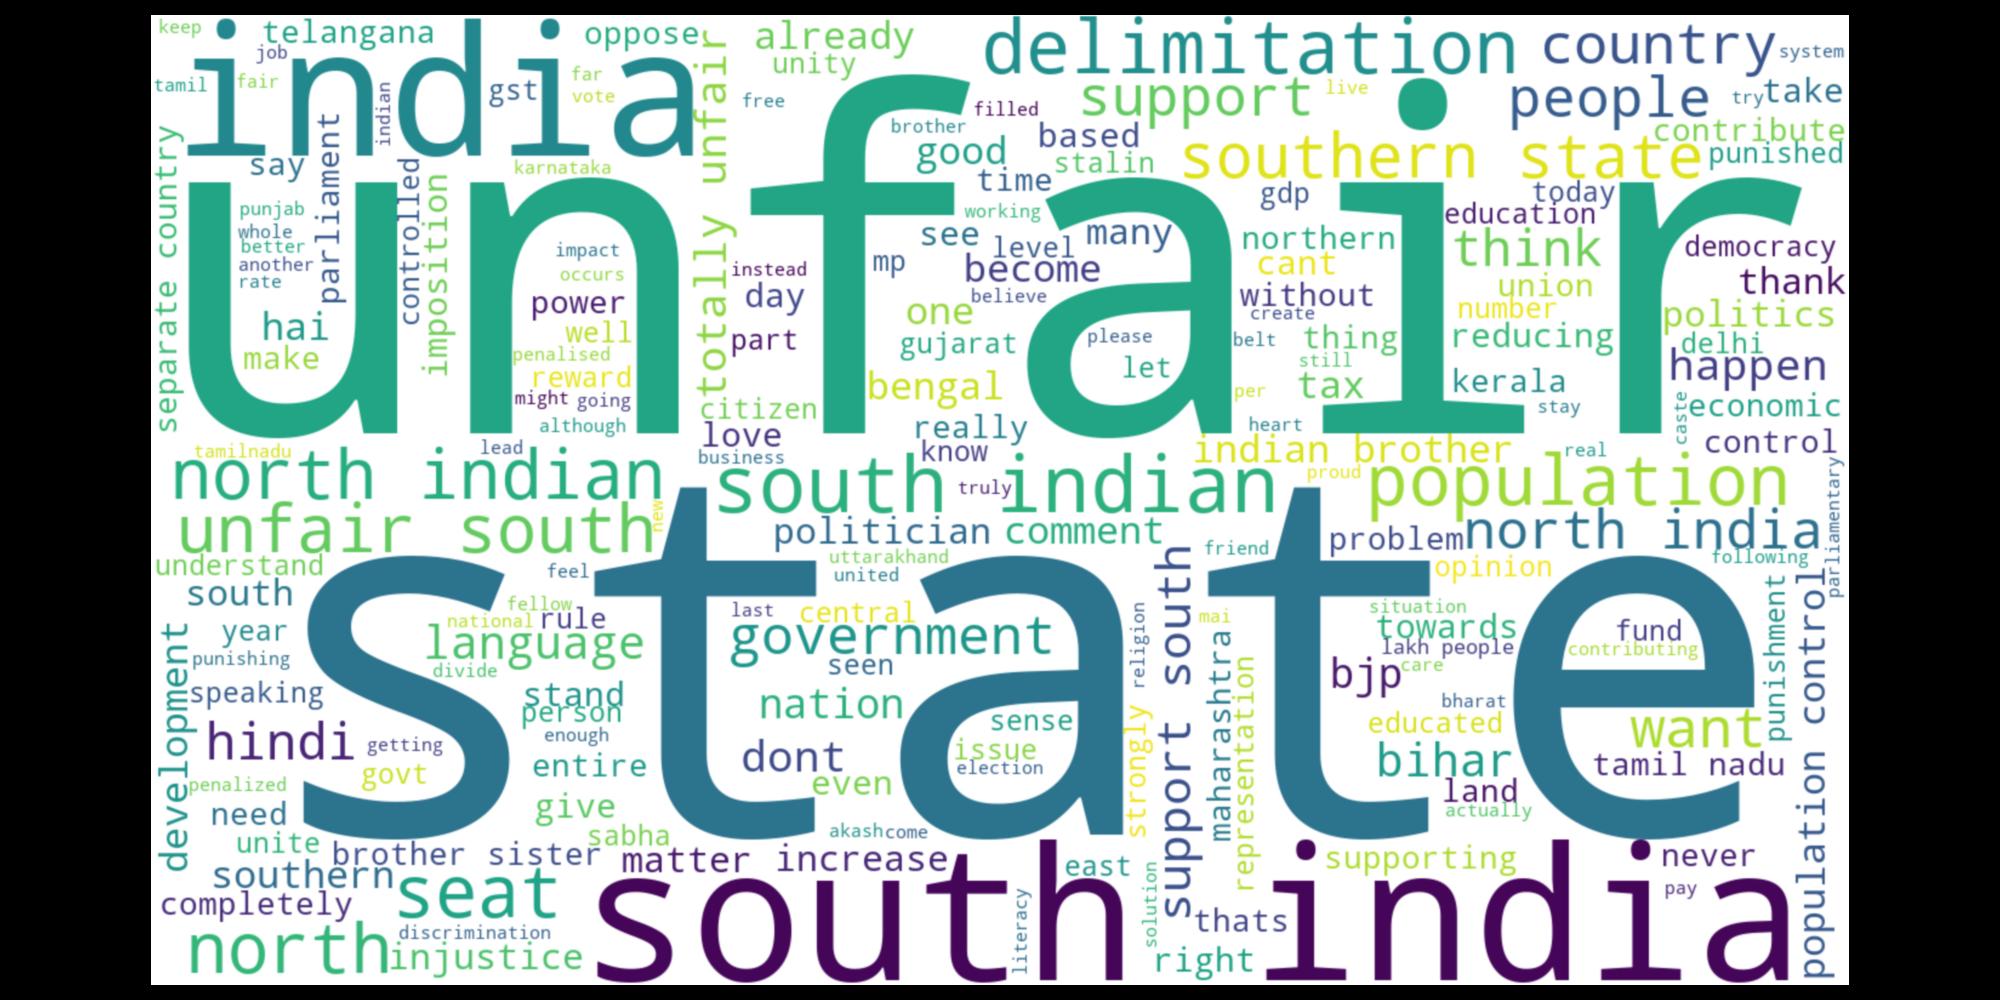 keep
telangana
oppose
already
delimitation
country
system
job
india
unity
people
tamil
fair
indian
gst
far
vote
free
filled
support
live
try
take
brother
based
contribute
say
parliament
controlled
karnataka
totally unfair
good
stalin
southern state
punished
separate country
unfair
time
gdp
today
punjab
whole
better
another
rate
imposition
impact
occurs
working
see
level
many
northern
education
think
democracy
instead
mp
become
cant
thank
power
day
believe
without
create
union
number
hai
well
one
politics
make
penalised
part
gujarat
please
belt
thing
reducing
delhi
reward
let
still
happen
might
going
bengal
per
tax
kerala
although
citizen
stay
caste
economic
tamilnadu
lead
love
really
heart
control
business
know
indian brother
real
north indian
south indian
truly
proud
population
unfair south
new
politician
comment
problem
north india
parliamentary
understand
feel
uttarakhand
united
friend
opinion
following
south
state
fellow
last
central
situation
year
national
rule
government
religion
mai
towards
fund
punishing
language
seen
lakh people
contributing
development
divide
care
speaking
stand
nation
bjp
bharat
punishment
person
sense
support south
maharashtra
representation
educated
want
hindi
getting
enough
dont
issue
strongly
govt
entire
election
bihar
tamil nadu
penalized
even
land
population control
need
give
actually
unite
sabha
akash
come
brother sister
matter
increase
east
supporting
never
southern
seat
south india
pay
completely
discrimination
literacy
solution
thats
north
injustice
right